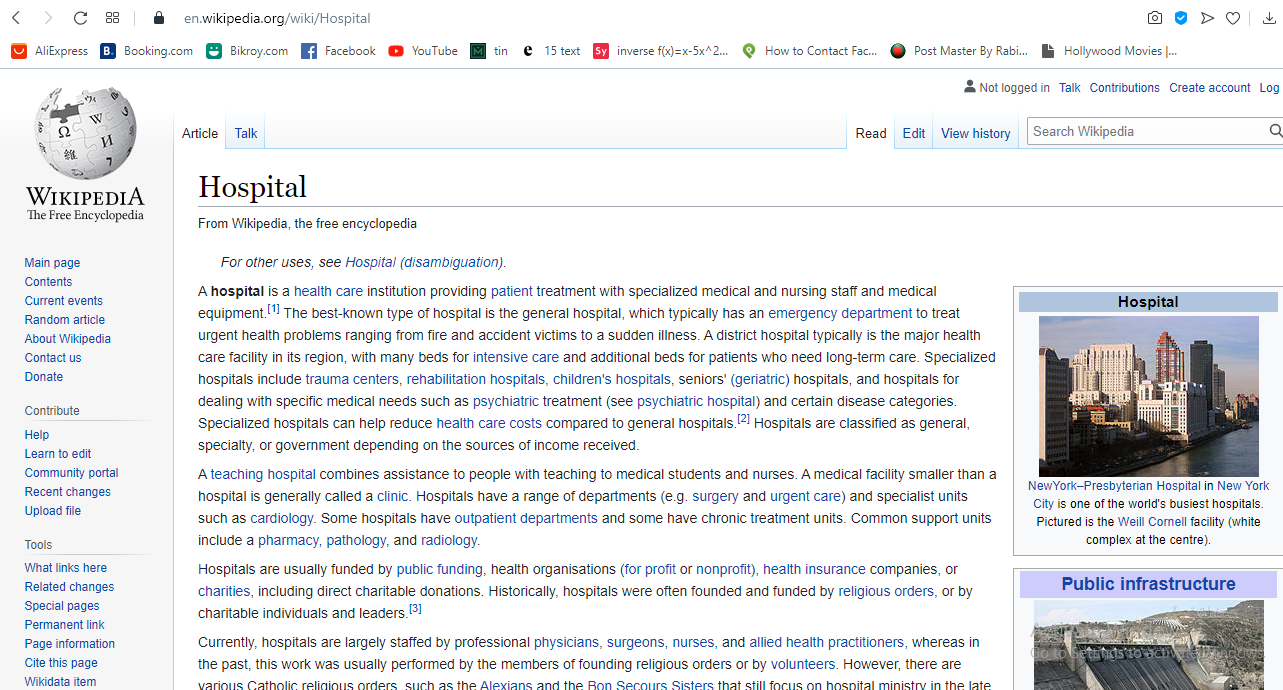 en.wikipedia.org/wiki/Hospital
AliExpress
B.
Booking.com
Bikroy.com
Facebook
YouTube
tin
15 text
Sy
inverse f(x)=x-5x^2...
How to Contact Fac...
Post Master By Rabi...
Hollywood Movies |...
Not logged in Talk Contributions Create account Log
Article Talk
Read Edit View history
Search Wikipedia
WIKIPEDIA
The Free Encyclopedia
Main page
Contents
Current events
Random article
About Wikipedia
Contact us
Donate
Contribute
Help
Learn to edit
Community portal
Recent changes
Upload file
Tools
What links here
Related changes
Special pages
Permanent link
Page information
Cite this page
Wikidata item
Hospital
From Wikipedia, the free encyclopedia
For other uses, see Hospital (disambiguation).
A hospital is a health care institution providing patient treatment with specialized medical and nursing staff and medical
equipment.[1] The best-known type of hospital is the general hospital, which typically has an emergency department to treat
urgent health problems ranging from fire and accident victims to a sudden illness. A district hospital typically is the major health
care facility in its region, with many beds for intensive care and additional beds for patients who need long-term care. Specialized
hospitals include trauma centers, rehabilitation hospitals, children's hospitals, seniors' (geriatric) hospitals, and hospitals for
dealing with specific medical needs such as psychiatric treatment (see psychiatric hospital) and certain disease categories.
Specialized hospitals can help reduce health care costs compared to general hospitals.[2] Hospitals are classified as general,
specialty, or government depending on the sources of income received.
A teaching hospital combines assistance to people with teaching to medical students and nurses. A medical facility smaller than a
hospital is generally called a clinic. Hospitals have a range of departments (e.g. surgery and urgent care) and specialist units
such as cardiology. Some hospitals have outpatient departments and some have chronic treatment units. Common support units
include a pharmacy, pathology, and radiology.
Hospitals are usually funded by public funding, health organisations (for profit or nonprofit), health insurance companies, or
charities, including direct charitable donations. Historically, hospitals were often founded and funded by religious orders, or by
charitable individuals and leaders.[3]
Currently, hospitals are largely staffed by professional physicians, surgeons, nurses, and allied health practitioners, whereas in
the past, this work was usually performed by the members of founding religious orders or by volunteers. However, there are
various Catholic religious orders, such as the Alexians and the Bon Secours Sisters that still focus on hospital ministry in the late
Hospital
NewYork–Presbyterian Hospital in New York
City is one of the world's busiest hospitals.
Pictured is the Weill Cornell facility (white
complex at the centre).
Public infrastructure
Go to Settings to activate Windows.